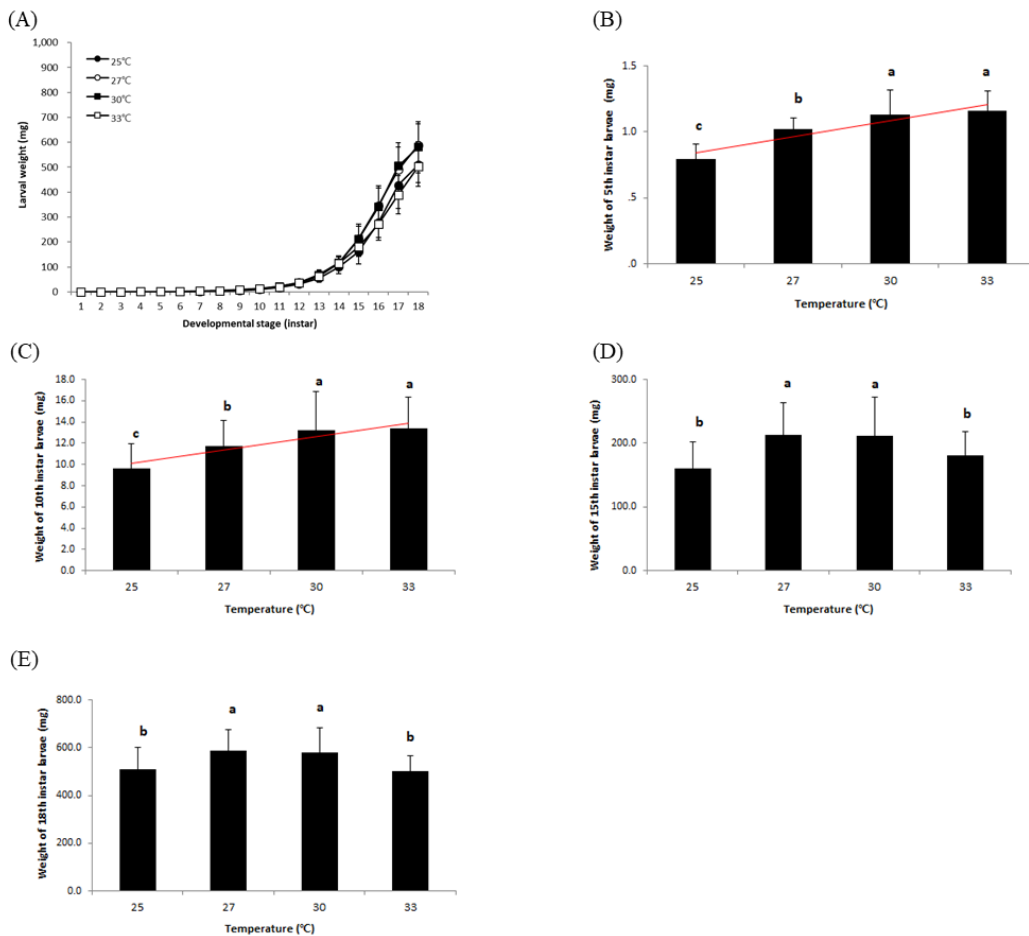 (A)
1,000
900
800
700
600
500
400
300
200
100
0
Larval weight (mg)
25℃
27℃
30℃
33℃
1 2 3 4 5 6 7 8 9 10 11 12 13 14 15 16 17 18
Developmental stage (instar)
(B)
1.5
1.0
.5
.0
Weight of 5th instar larvae (mg)
c
b
a
a
25 27 30 33
Temperature (℃)
(C)
18.0
16.0
14.0
12.0
10.0
8.0
6.0
4.0
2.0
0.0
Weight of 10th instar larvae (mg)
c
b
a
a
25 27 30 33
Temperature (℃)
(D)
300.0
200.0
100.0
0.0
Weight of 15th instar larvae (mg)
b
a
a
b
25 27 30 33
Temperature (℃)
(E)
800.0
600.0
400.0
200.0
0.0
Weight of 18th instar larvae (mg)
b
a
a
b
25 27 30 33
Temperature (℃)